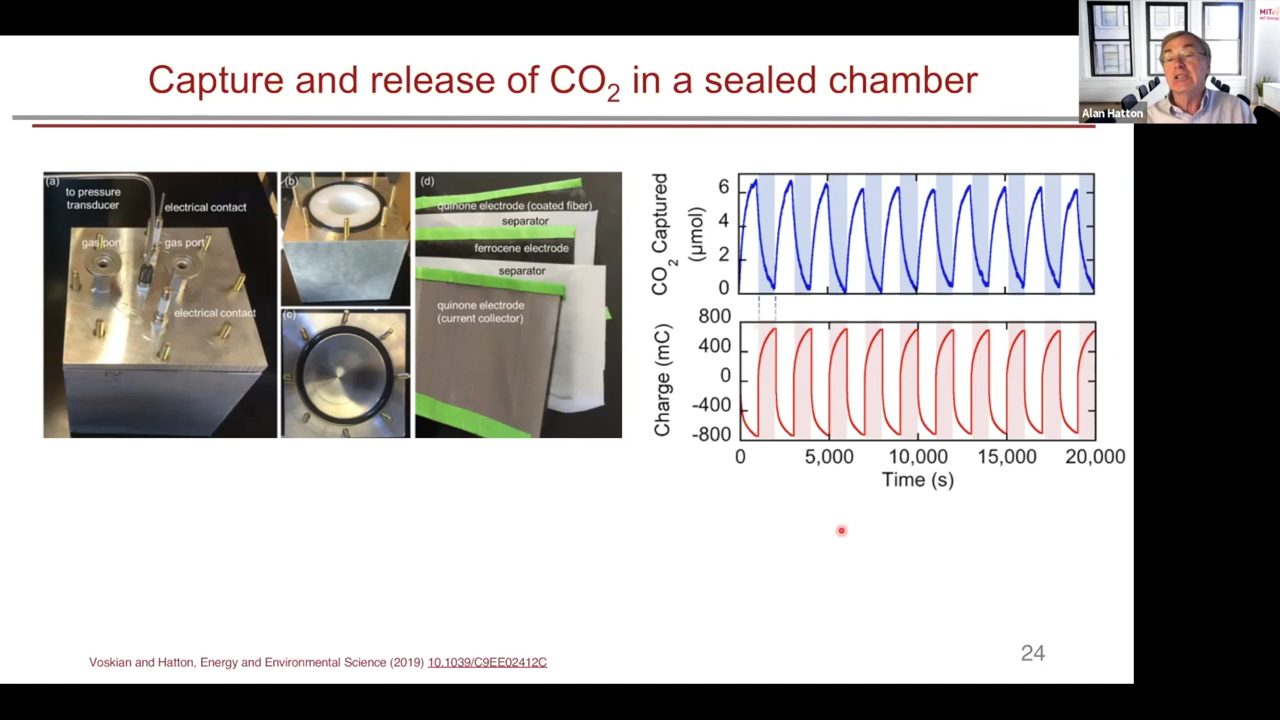 Capture and release of CO2 in a sealed chamber
MITei
Alan Hatton
(a)
to pressure
transducer
electrical contact
gas port
gas port
electrical contact
(b)
(c)
(d)
quinone electrode (coated fiber)
separator
ferrocene electrode
separator
quinone electrode
(current collector)
CO2 Captured
(μmol)
6
4
2
0
Charge (mC)
800
400
0
-400
-800
0 5,000 10,000 15,000 20,000
Time (s)
Voskian and Hatton, Energy and Environmental Science (2019) 10.1039/C9EE02412C
24